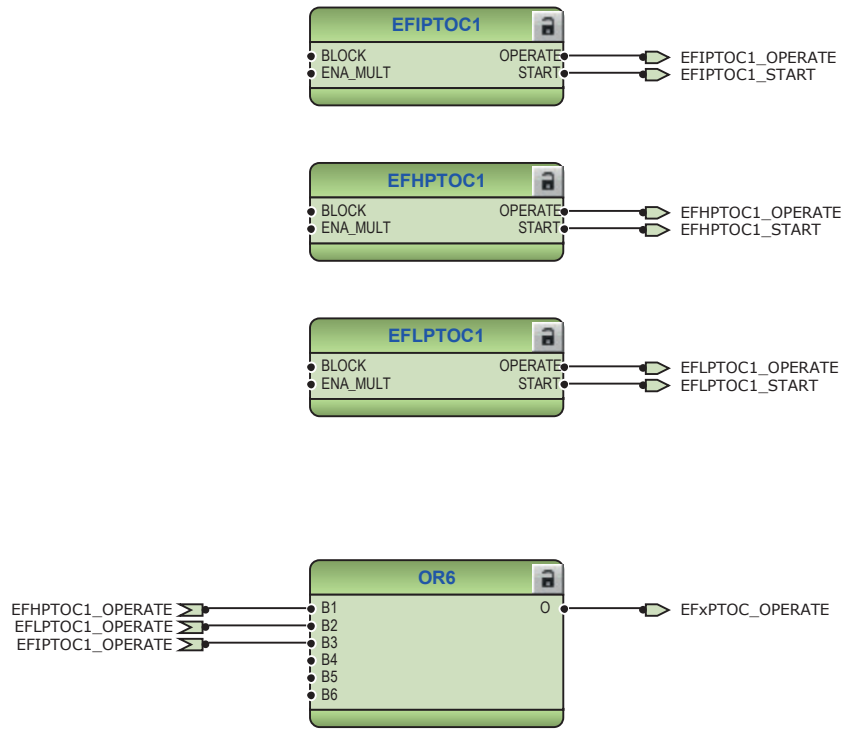 EFIPTOC1
BLOCK OPERATE EFIPTOC1_OPERATE
ENA_MULT START EFIPTOC1_START
EFHPTOC1
BLOCK OPERATE EFHPTOC1_OPERATE
ENA_MULT START EFHPTOC1_START
EFLPTOC1
BLOCK OPERATE EFLPTOC1_OPERATE
ENA_MULT START EFLPTOC1_START
OR6
EFHPTOC1_OPERATE B1 O EFxPTOC_OPERATE
EFLPTOC1_OPERATE B2
EFIPTOC1_OPERATE B3
B4
B5
B6